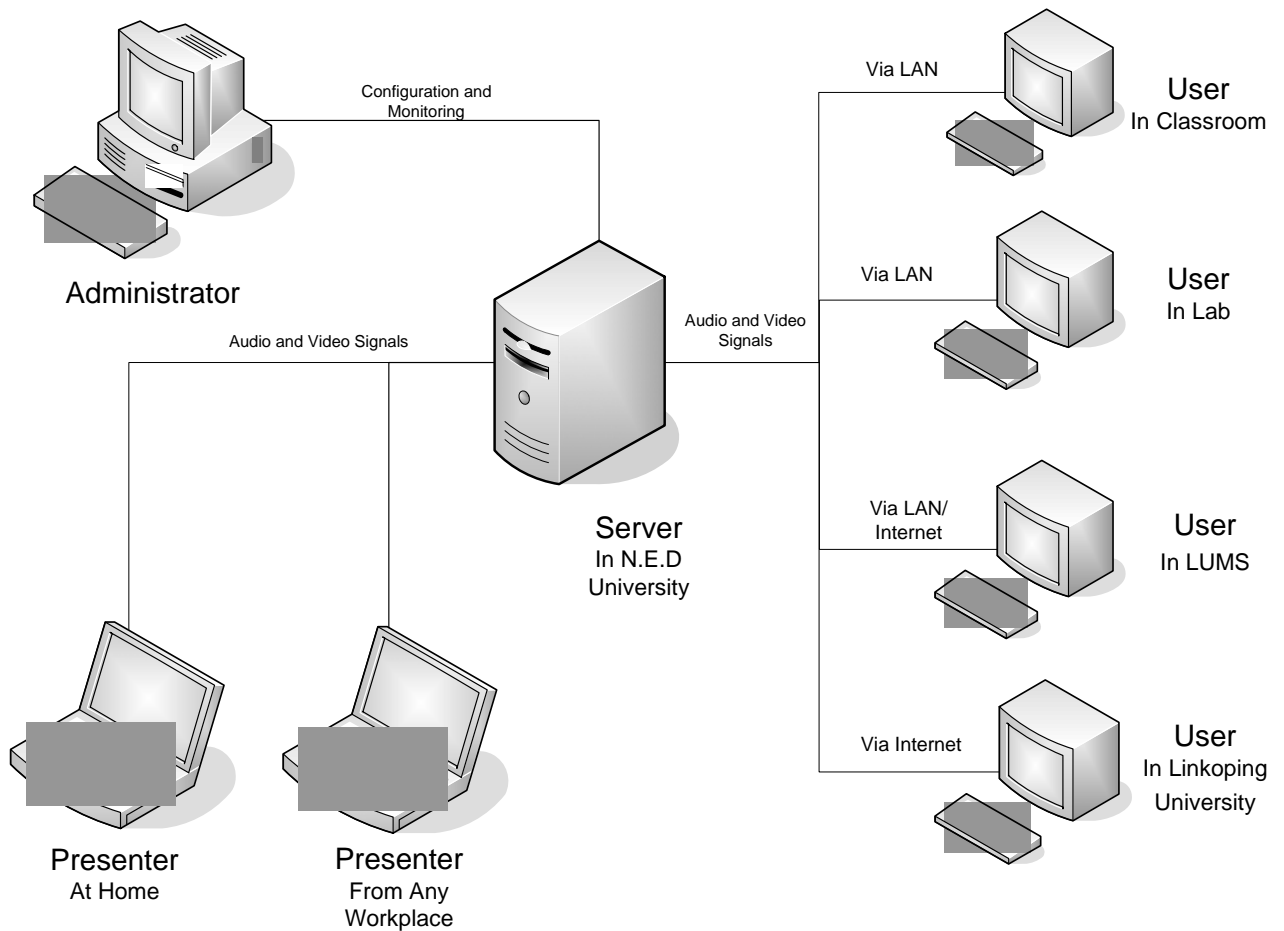 Configuration and
Monitoring
Administrator
Via LAN
User
In Classroom
Via LAN
User
In Lab
Audio and Video Signals
Audio and Video
Signals
Server
In N.E.D
University
Via LAN/
Internet
User
In LUMS
Via Internet
User
In Linkoping
University
Presenter
At Home
Presenter
From Any
Workplace